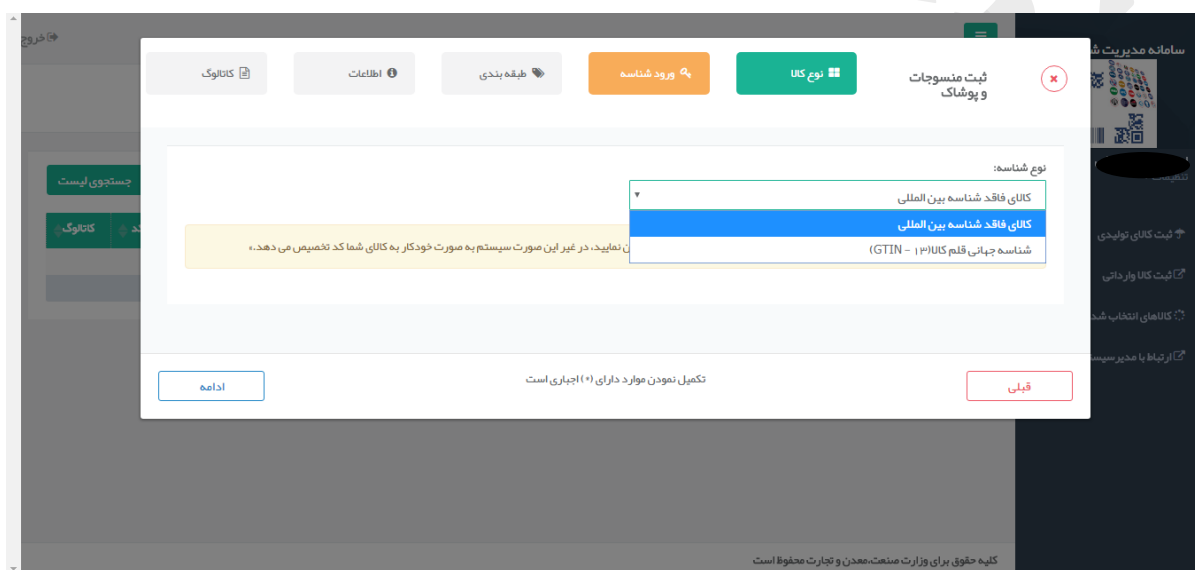 خروج
سامانه مدیریت
ثبت منسوجات
و پوشاک
نوع کالا
ورود شناسه
طبقه بندی
اطلاعات
کاتالوگ
نوع شناسه:
کالای فاقد شناسه بین المللی
کالای فاقد شناسه بین المللی
شناسه جهانی قلم کالا(GTIN - ۱۳)
نمایید، در غیر این صورت سیستم به صورت خودکار به کالای شما کد تخصیص می دهد.
جستجوی لیست
کد
کاتالوگ
تنظیمات
ثبت کالای تولیدی
ثبت کالا وارداتی
کالاهای انتخاب شد
ارتباط با مدیر سیستم
قبلی
تکمیل نمودن موارد دارای (*) اجباری است
ادامه
کلیه حقوق برای وزارت صنعت،معدن و تجارت محفوظ است